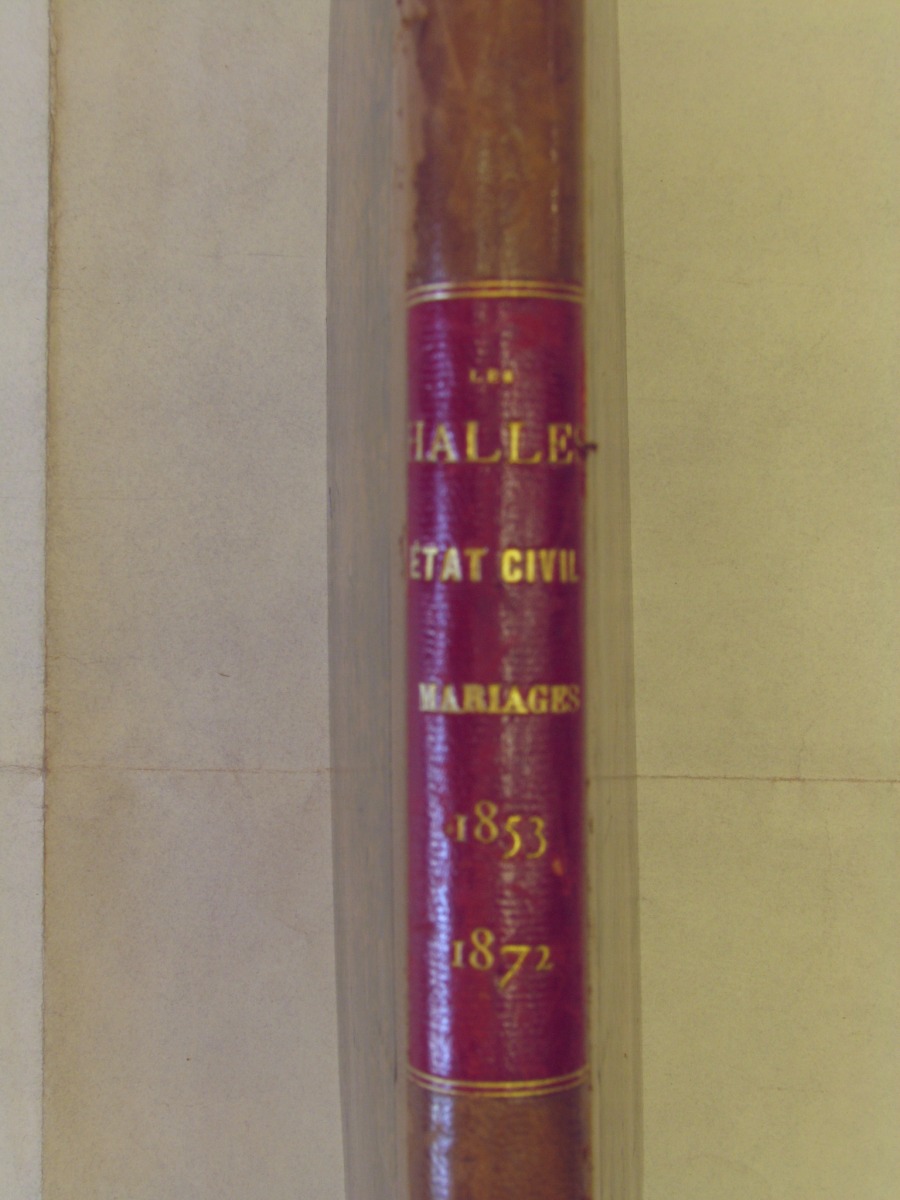 LES
HALLES
ÉTAT CIVIL
MARIAGES
1853
1872